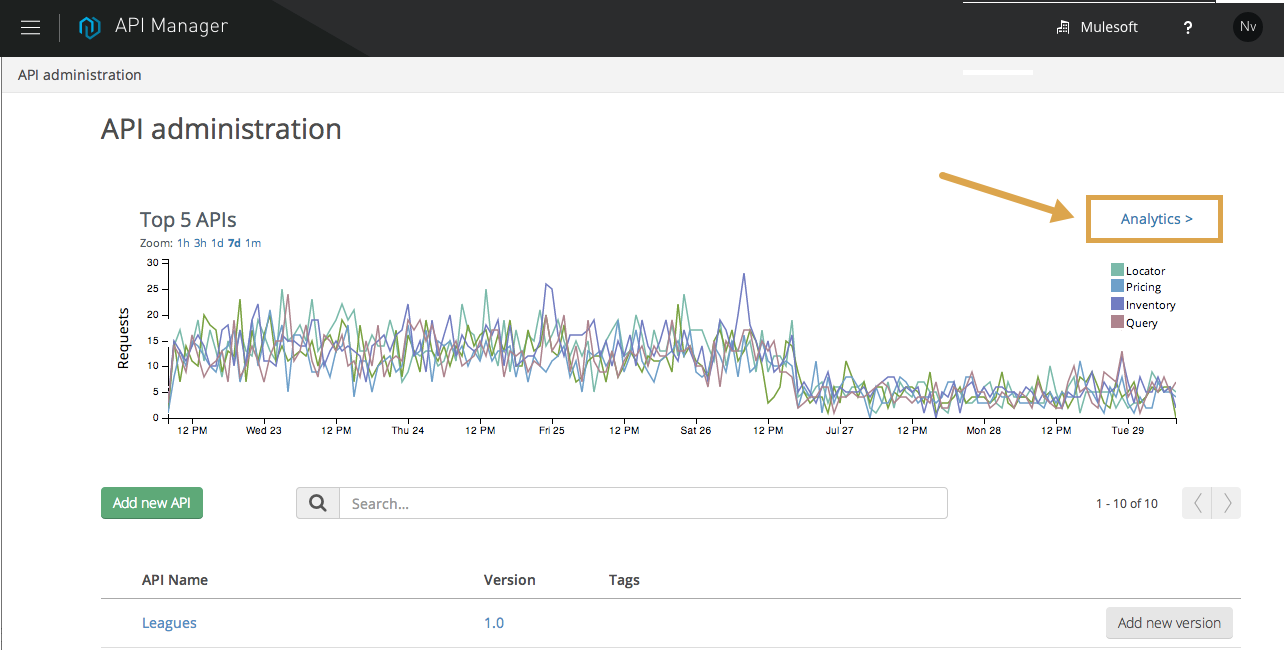 API Manager
Mulesoft
?
Nv
API administration
API administration
Top 5 APIs
Analytics >
Zoom: 1h 3h 1d 7d 1m
Requests
30
25
20
15
10
5
0
12 PM Wed 23 12 PM Thu 24 12 PM Fri 25 12 PM Sat 26 12 PM Jul 27 12 PM Mon 28 12 PM Tue 29
Locator
Pricing
Inventory
Query
Add new API
Search...
1 - 10 of 10
API Name Version Tags
Leagues 1.0 Add new version